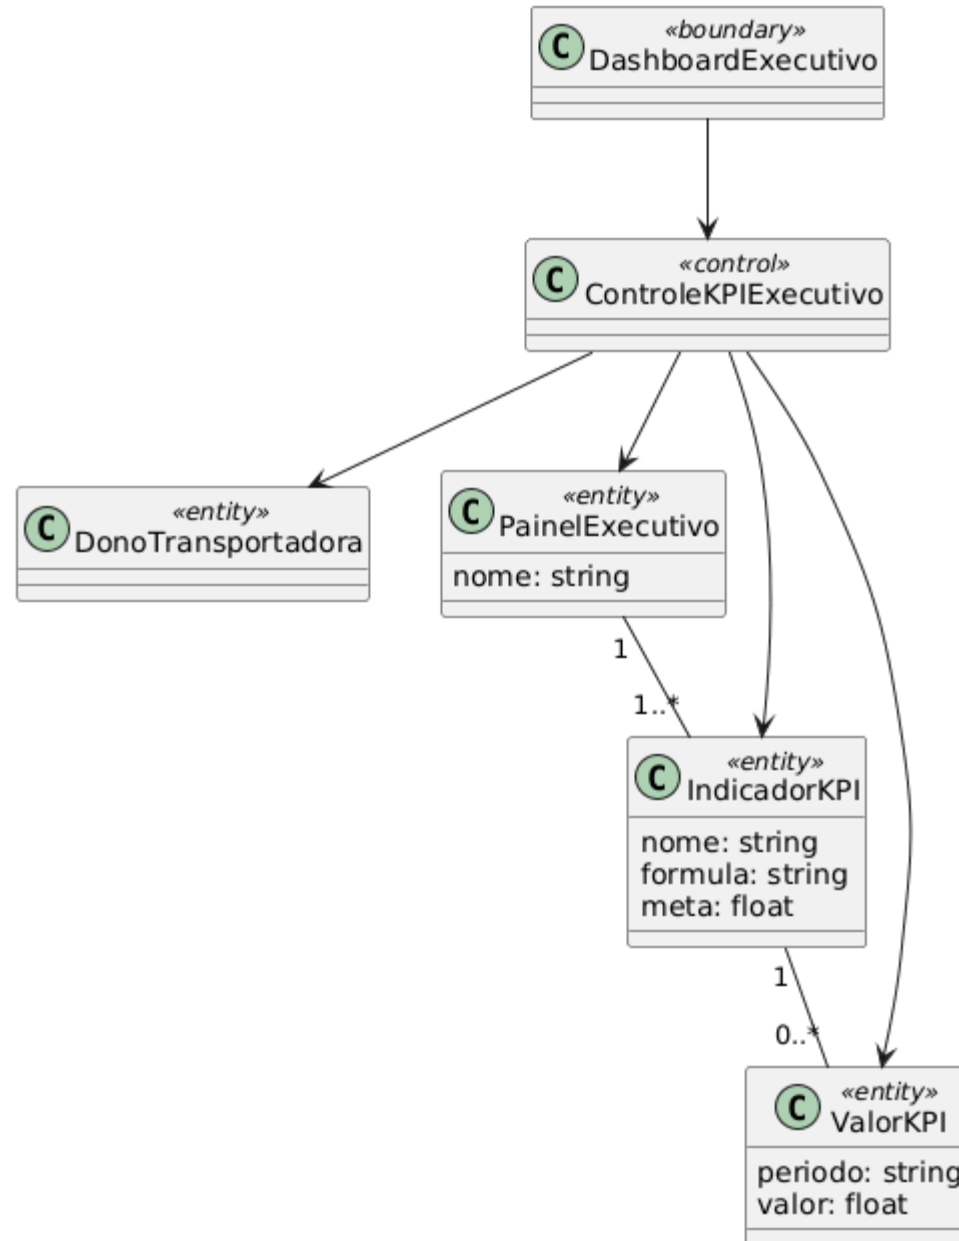 C
«boundary»
DashboardExecutivo
C
«control»
ControleKPIExecutivo
C
«entity»
DonoTransportadora
C
«entity»
PainelExecutivo
nome: string
1
1..*
C
«entity»
IndicadorKPI
nome: string
formula: string
meta: float
1
0..*
C
«entity»
ValorKPI
periodo: string
valor: float